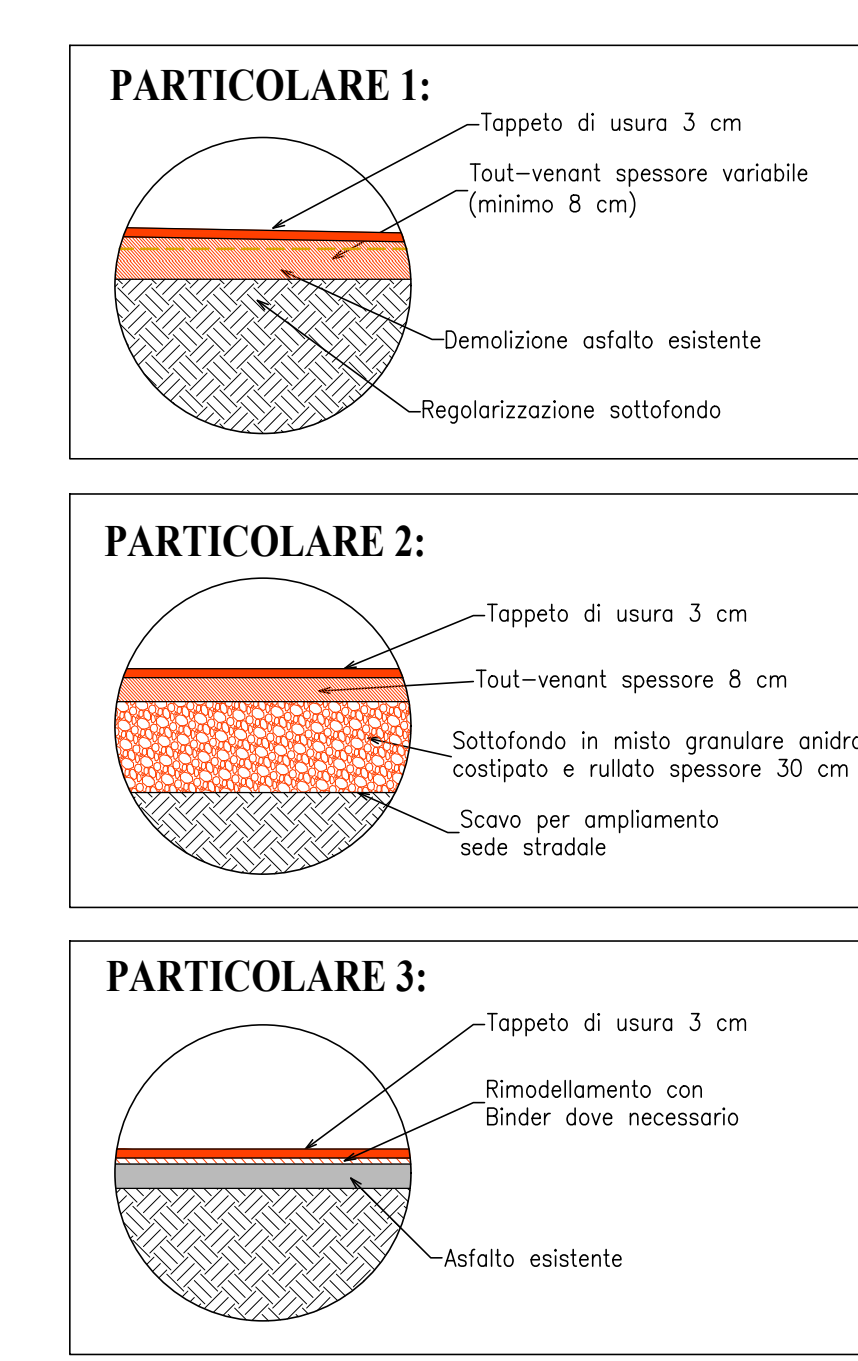 PARTICOLARE 1:
Tappeto di usura 3 cm
Tout-venant spessore variabile
(minimo 8 cm)
Demolizione asfalto esistente
Regolarizzazione sottofondo
PARTICOLARE 2:
Tappeto di usura 3 cm
Tout-venant spessore 8 cm
Sottofondo in misto granulare anidro
costipato e rullato spessore 30 cm
Scavo per ampliamento
sede stradale
PARTICOLARE 3:
Tappeto di usura 3 cm
Rimodellamento con
Binder dove necessario
Asfalto esistente